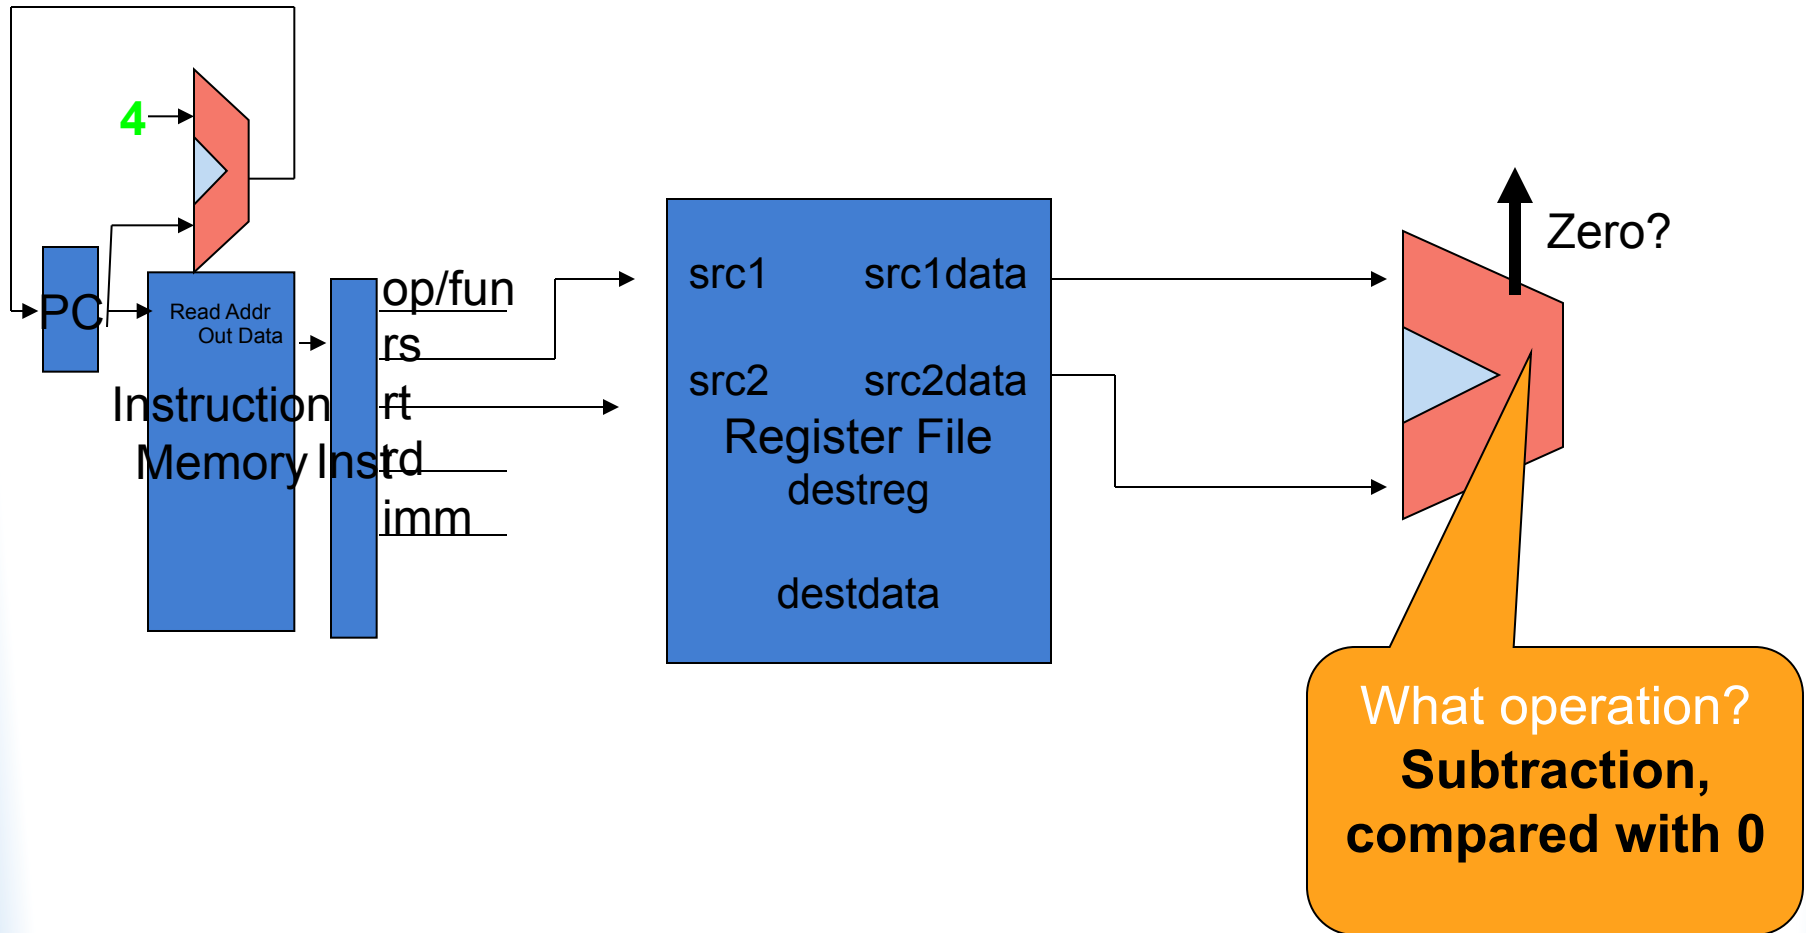 4
PC
Read Addr
Out Data
Instruction
Memory
Inst
op/fun
rs
rt
rd
imm
src1
src1data
src2
src2data
Register File
destreg
destdata
Zero?
What operation?
Subtraction,
compared with 0